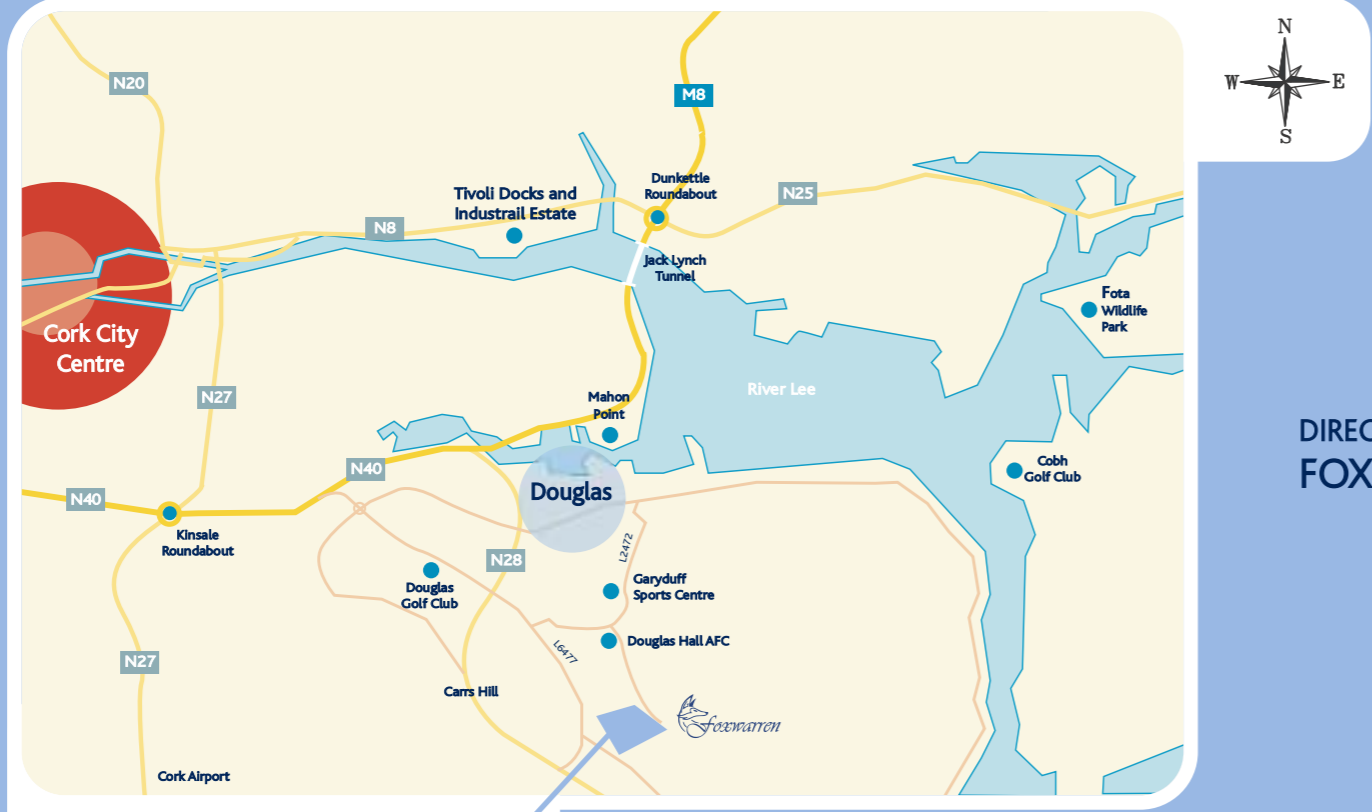 N
W E
S
N20
M8
Dunkettle
Roundabout
Tivoli Docks and
Industrail Estate
N25
N8
Jack Lynch
Tunnel
Fota
Wildlife
Park
Cork City
Centre
River Lee
N27
Mahon
Point
DIREC
FOX
Cobh
Golf Club
N40
Douglas
N40
Kinsale
Roundabout
L2472
N28
Garyduff
Sports Centre
Douglas
Golf Club
Douglas Hall AFC
L6477
N27
Carrs Hill
Foxwarren
Cork Airport